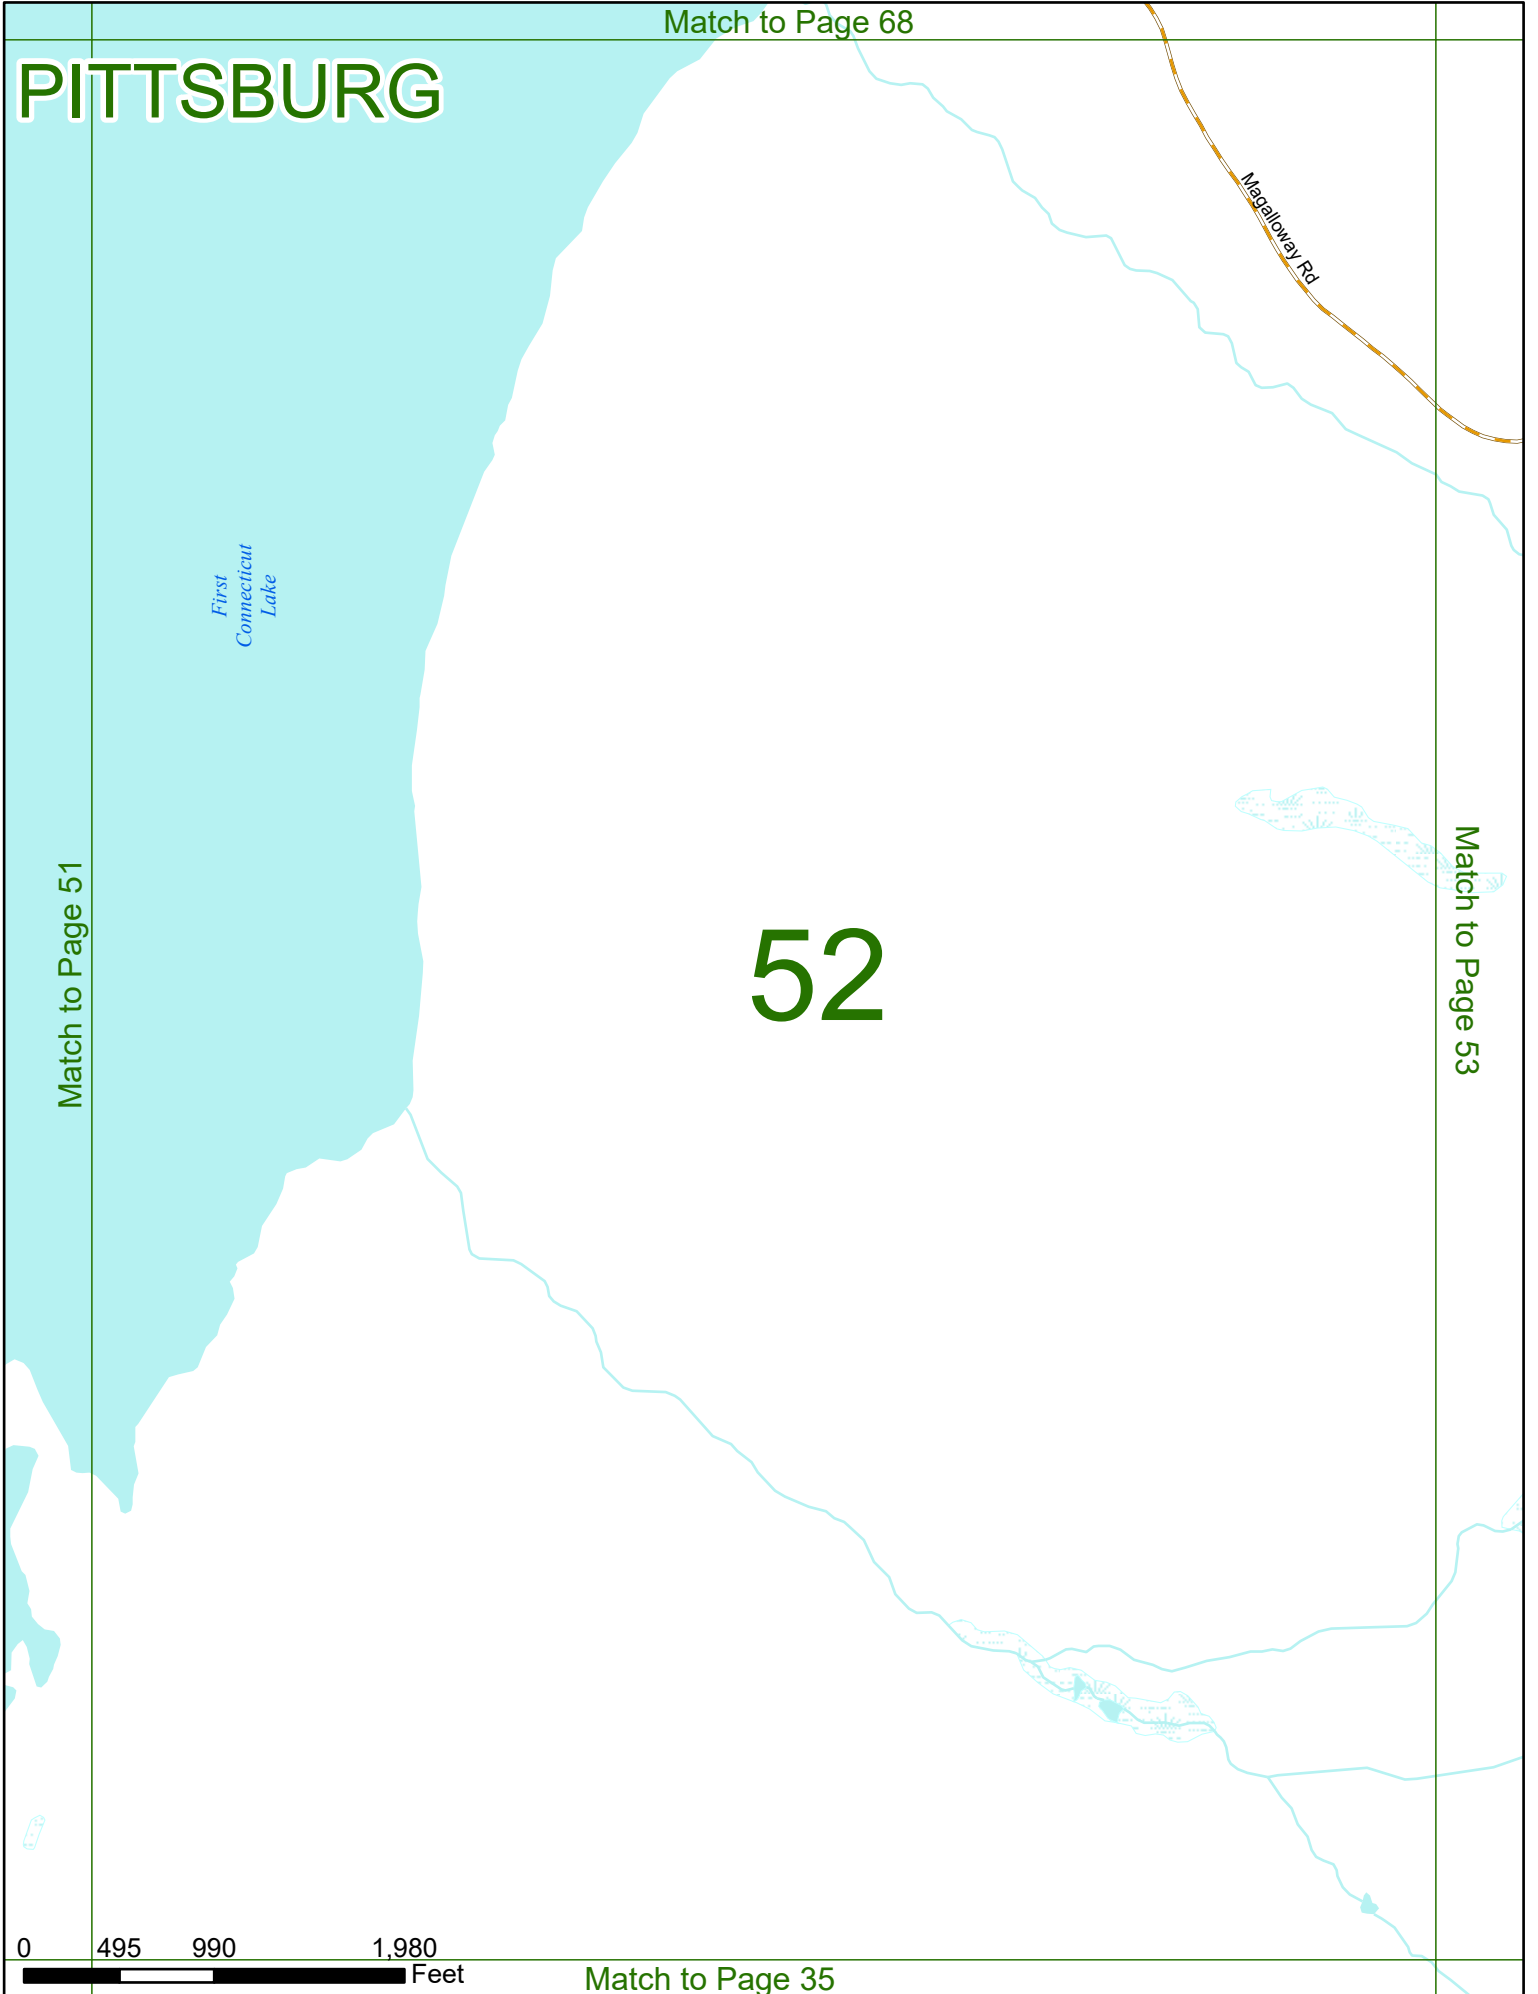 Match to Page 68
PITTSBURG
Magalloway Rd
First
Connecticut
Lake
Match to Page 51
52
Match to Page 53
0 495 990 1,980
Feet
Match to Page 35